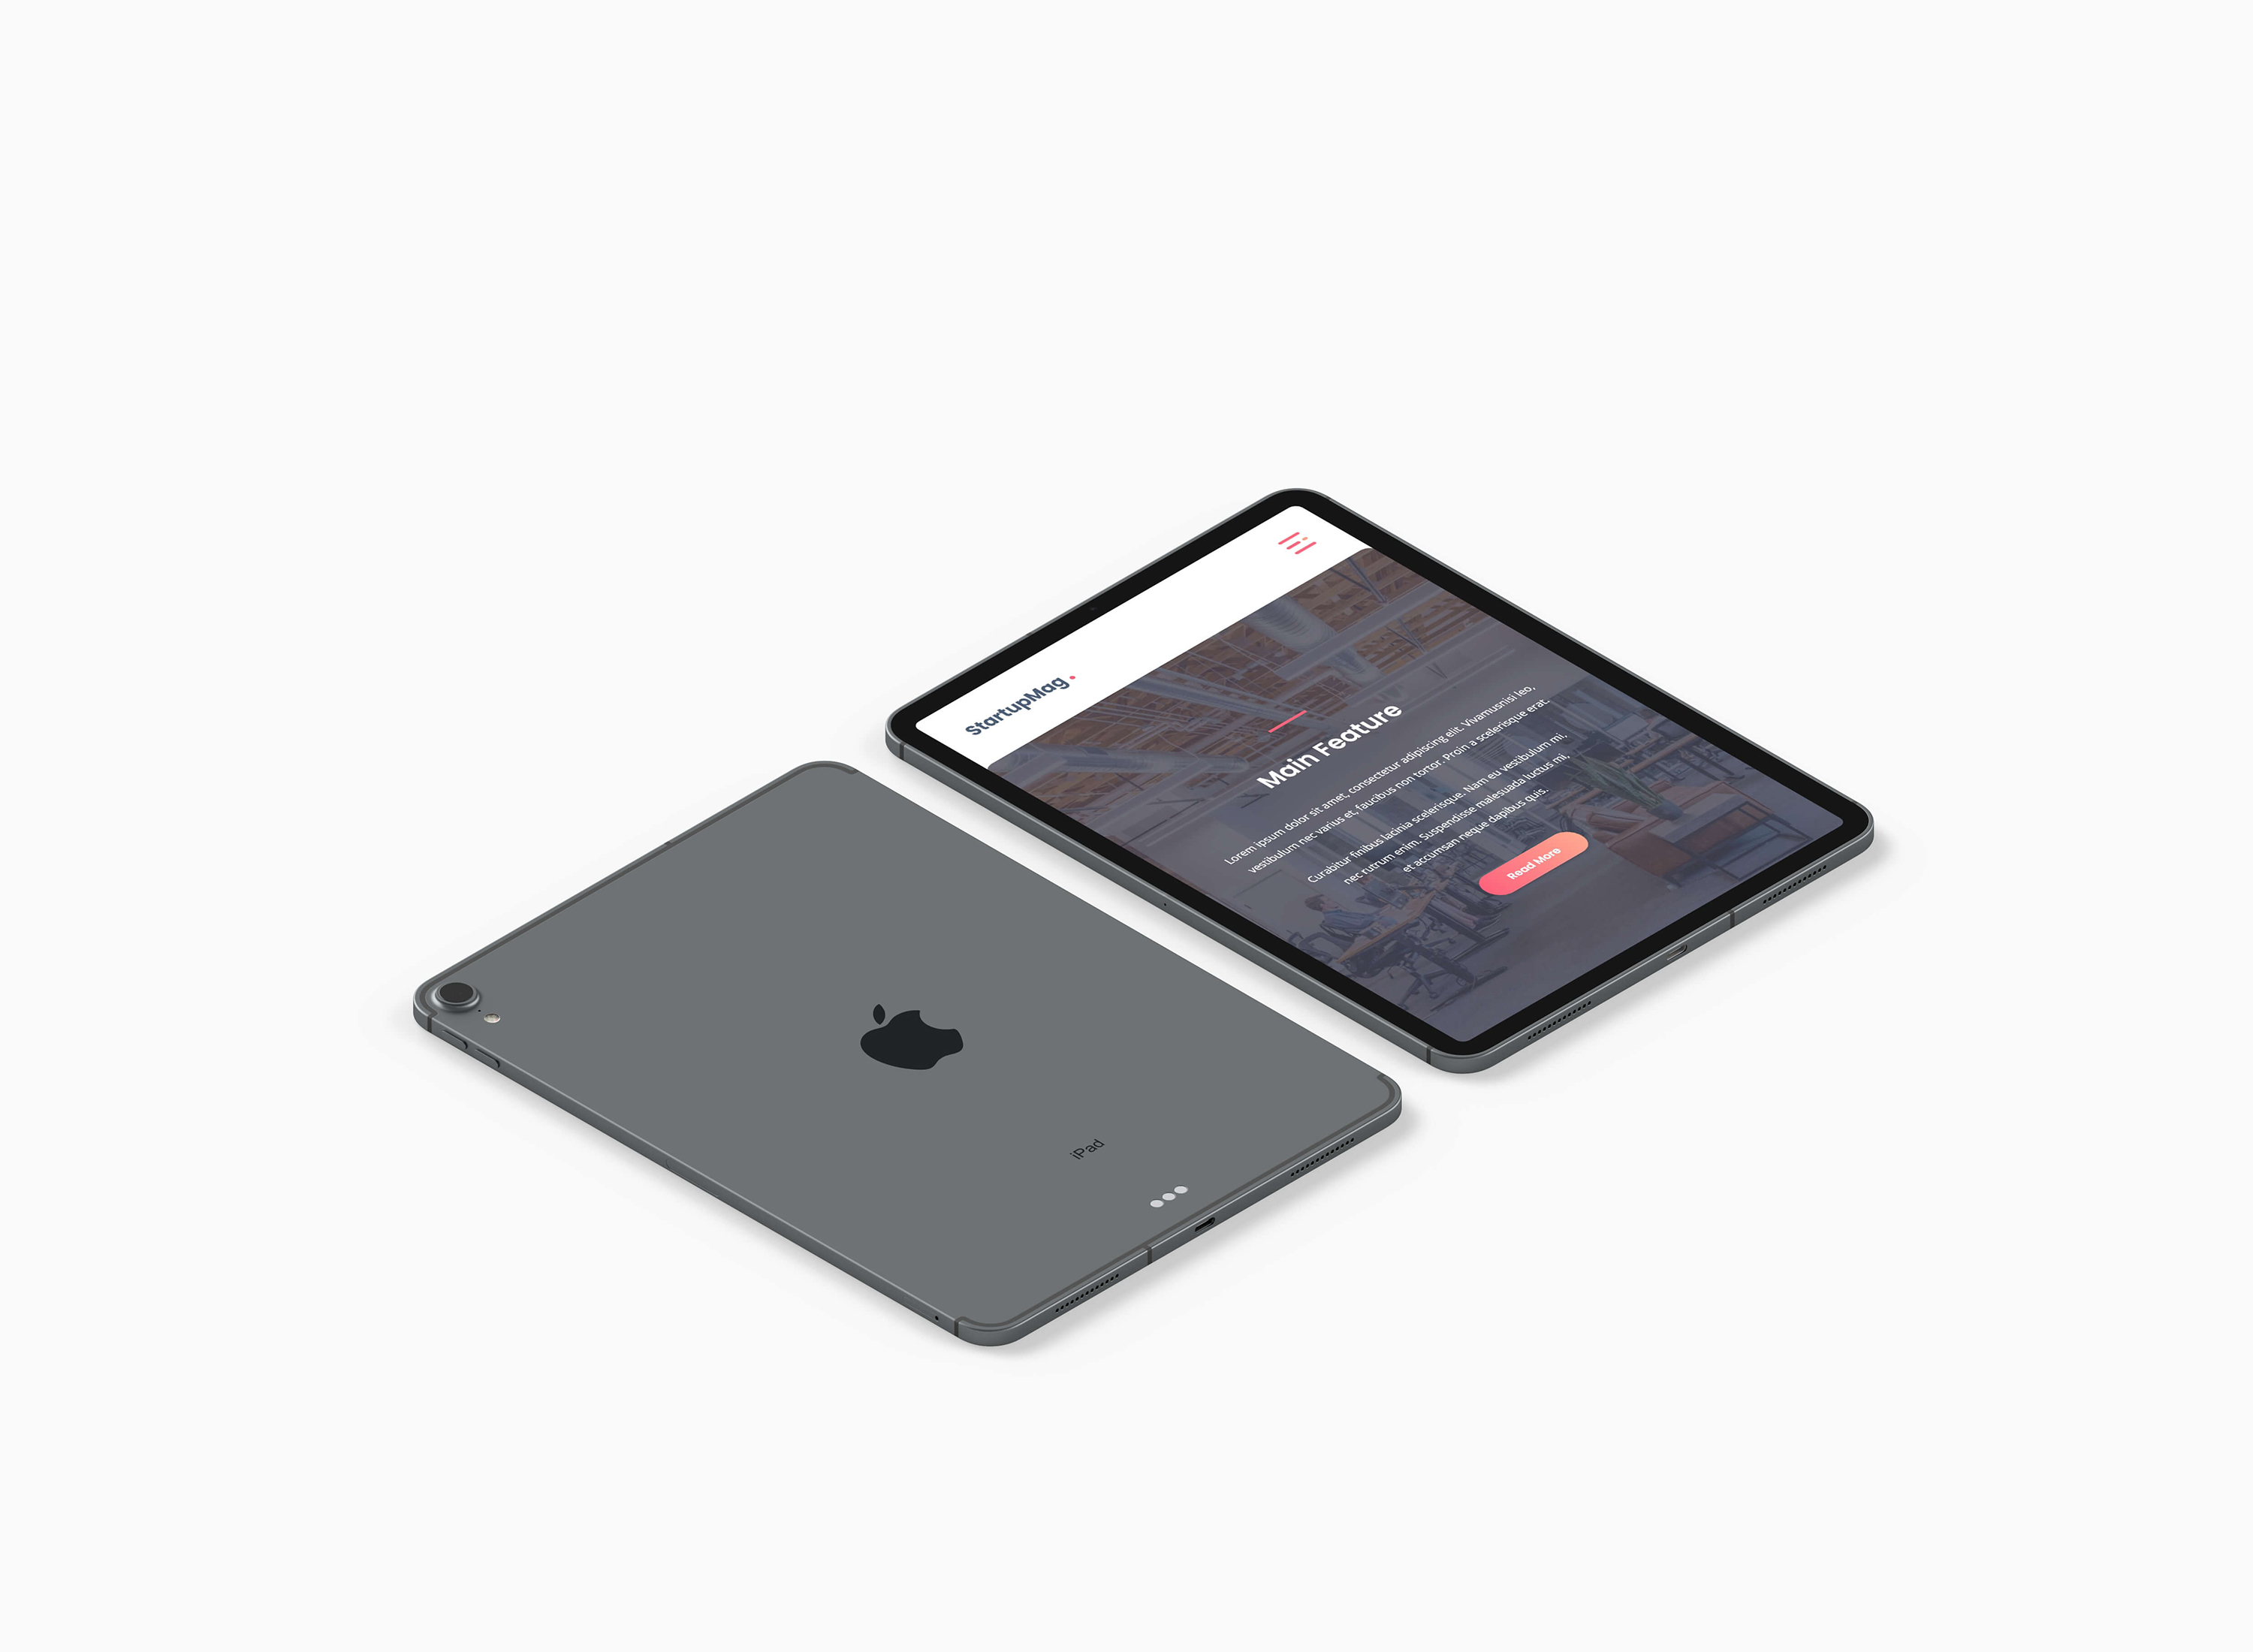 StartupMag
Main Feature
Lorem ipsum dolor sit amet, consectetur adipiscing elit. Vivamusnisi leo,
vestibulum nec varius et, faucibus non tortor. Proin a scelerisque erat.
Curabitur finibus lacinia scelerisque. Nam eu vestibulum mi,
nec rutrum enim. Suspendisse malesuada luctus mi,
et accumsan neque dapibus quis.
Read More
iPad